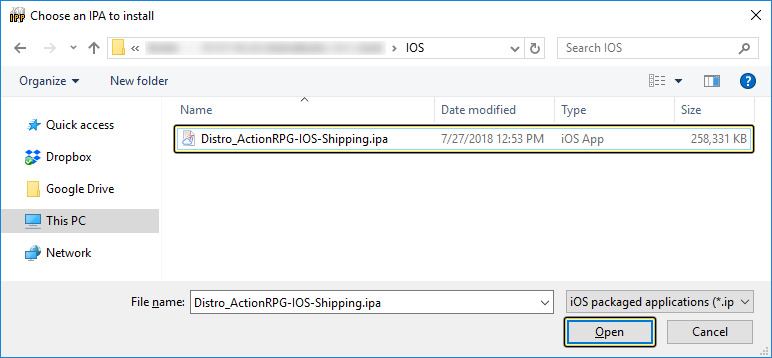 Choose an IPA to install
IOS
Search IOS
Organize
New folder
Name Date modified Type Size
Quick access
Distro_ActionRPG-IOS-Shipping.ipa 7/27/2018 12:53 PM iOS App 258,331 KB
Dropbox
Google Drive
This PC
Network
File name: Distro_ActionRPG-IOS-Shipping.ipa iOS packaged applications (*.ip
Open Cancel